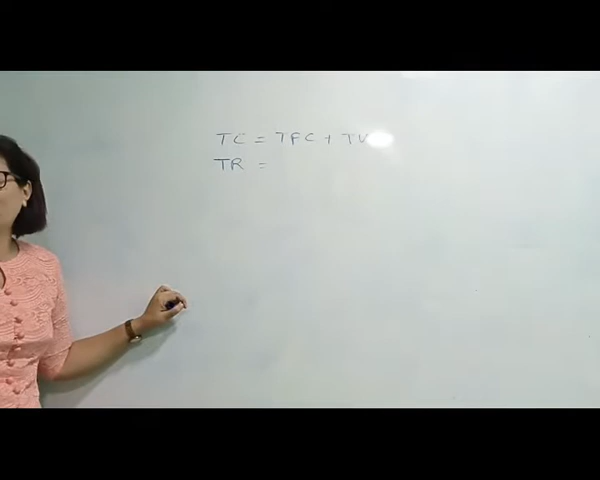 TC = TFC + TV
TR =